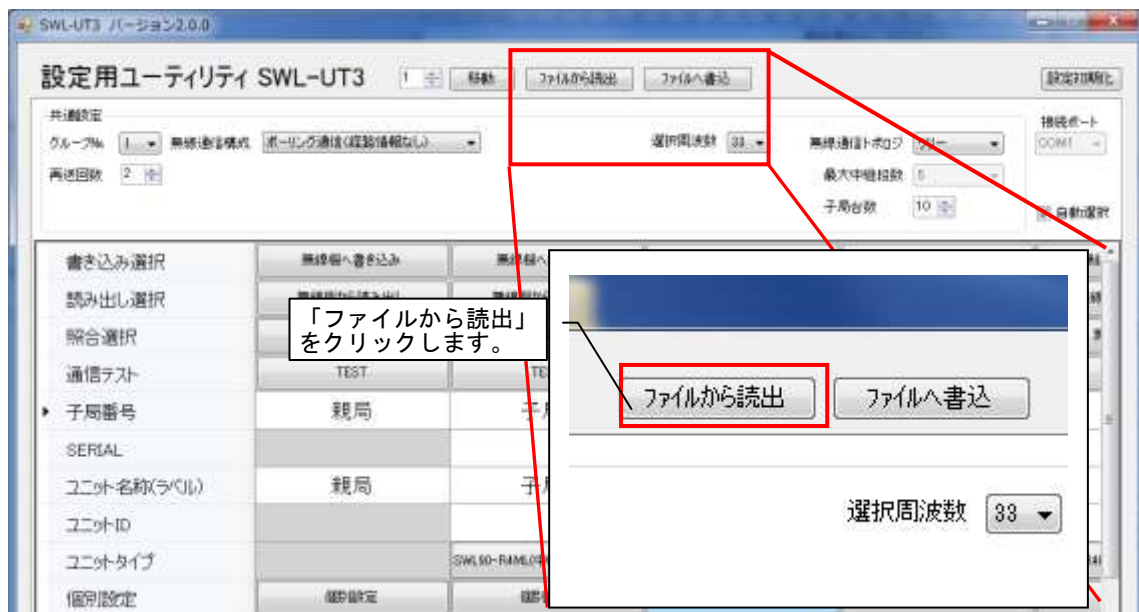 SWL-UT3 バージョン2.0.0
設定用ユーティリティ SWL-UT3 1 移動 ファイルから読出 ファイルへ書込 設定初期化
共通設定
グループNo. 1 無線通信構成 ポーリング通信(経路情報なし) 選択周波数 33 無線通信トポロジ ツリー 接続ポート
COM1
再送回数 2 最大中継段数 5
子局台数 10 自動選択
書き込み選択 無線機へ書き込み
読み出し選択
照合選択
通信テスト TEST
子局番号 親局
SERIAL
ユニット名称(ラベル) 親局
ユニットID
ユニットタイプ
個別設定 個別設定
「ファイルから読出」
をクリックします。
ファイルから読出 ファイルへ書込
選択周波数 33